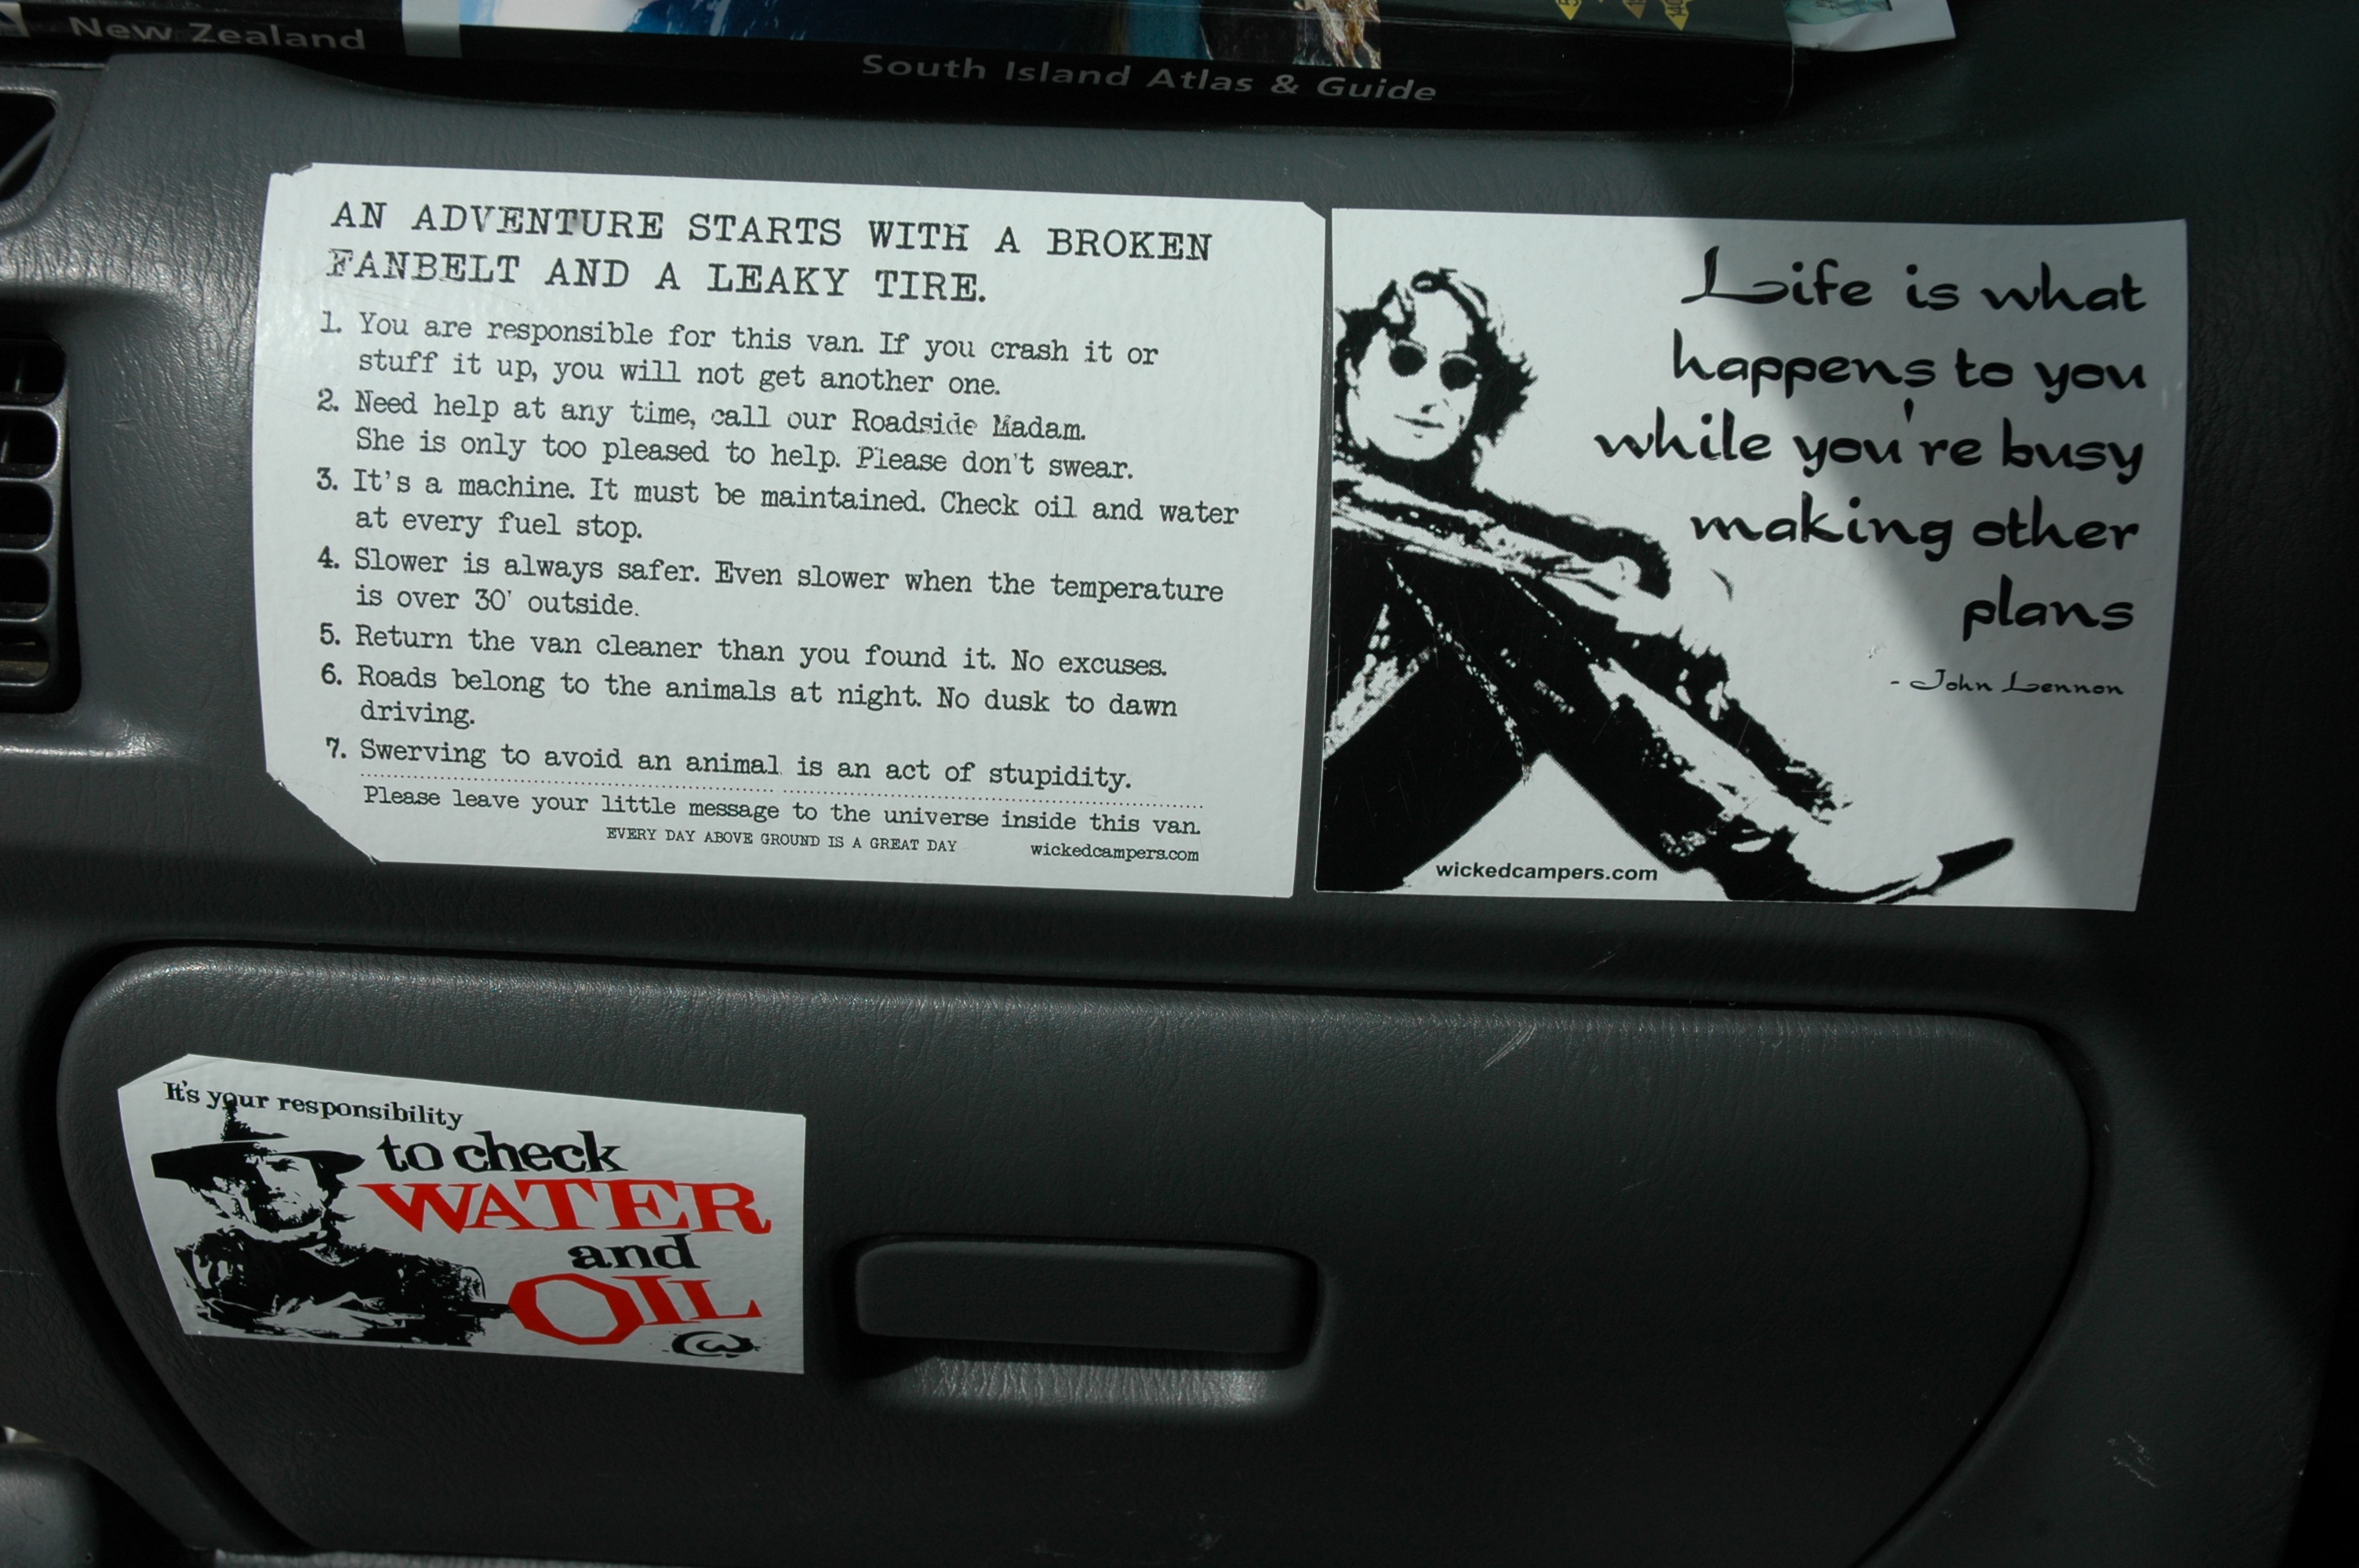 New Zealand
South Island Atlas & Guide
AN ADVENTURE STARTS WITH A BROKEN
FANBELT AND A LEAKY TIRE.
1. You are responsible for this van. If you crash it or
stuff it up, you will not get another one.
2. Need help at any time, call our Roadside Madam.
She is only too pleased to help. Please don't swear.
3. It's a machine. It must be maintained. Check oil and water
at every fuel stop.
4. Slower is always safer. Even slower when the temperature
is over 30' outside.
5. Return the van cleaner than you found it. No excuses.
6. Roads belong to the animals at night. No dusk to dawn
driving.
7. Swerving to avoid an animal is an act of stupidity.
Please leave your little message to the universe inside this van.
EVERY DAY ABOVE GROUND IS A GREAT DAY wickedcampers.com
Life is what
happens to you
while you're busy
making other
plans
- John Lennon
wickedcampers.com
It's your responsibility
to check
WATER
and
OIL